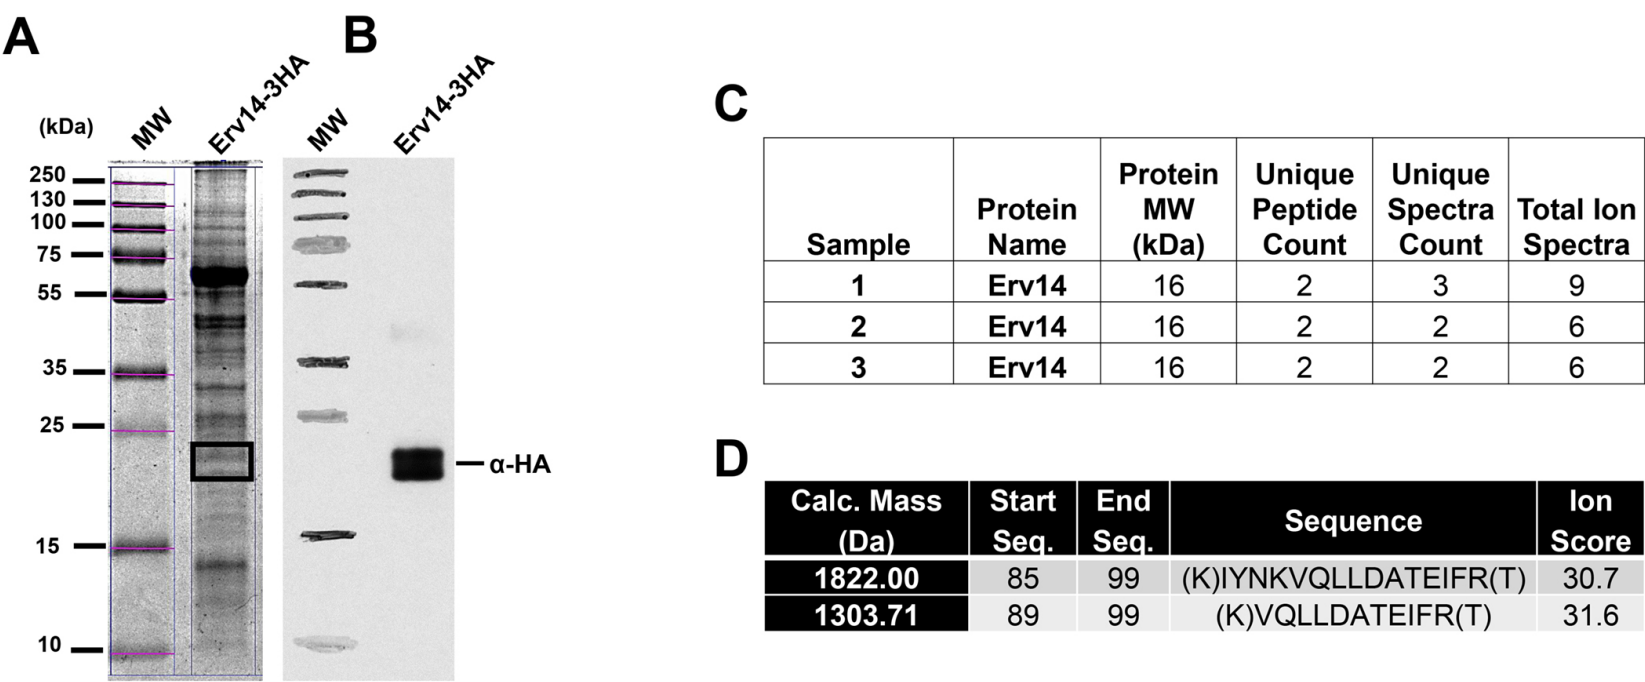 A
(kDa)
MW
Erv14-3HA
250
130
100
75
55
35
25
15
10
B
MW
Erv14-3HA
α-HA
C
Sample Protein Name Protein MW (kDa) Unique Peptide Count Unique Spectra Count Total Ion Spectra
1 Erv14 16 2 3 9
2 Erv14 16 2 2 6
3 Erv14 16 2 2 6
D
Calc. Mass (Da) Start Seq. End Seq. Sequence Ion Score
1822.00 85 99 (K)IYNKVQLLDATEIFR(T) 30.7
1303.71 89 99 (K)VQLLDATEIFR(T) 31.6